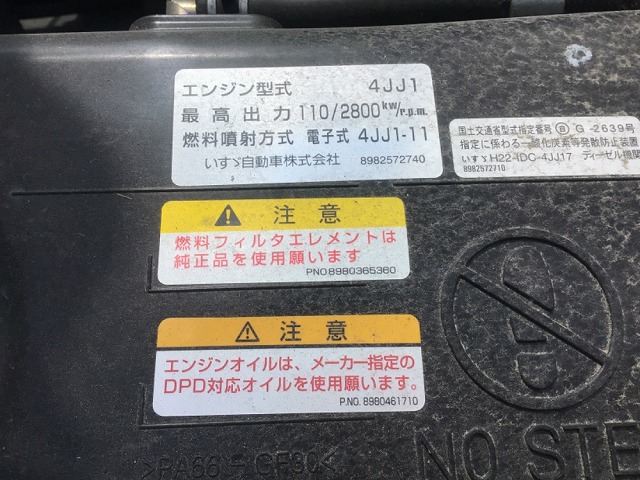 エンジン型式 4JJ1
最高出力 110/2800kw/r.p.m.
燃料噴射方式 電子式 4JJ1-11
いすゞ自動車株式会社 8982572740
国土交通省型式指定番号 Ⓑ G -2639号
指定に係わる一酸化炭素等発散防止装置
いすゞH22-IDC-4JJ17 ディーゼル機関
8982572710
注意
燃料フィルタエレメントは
純正品を使用願います
PNO8980365360
注意
エンジンオイルは、メーカー指定の
DPD対応オイルを使用願います。
P.NO. 8980461710
NO STE
>PA66-GF30<